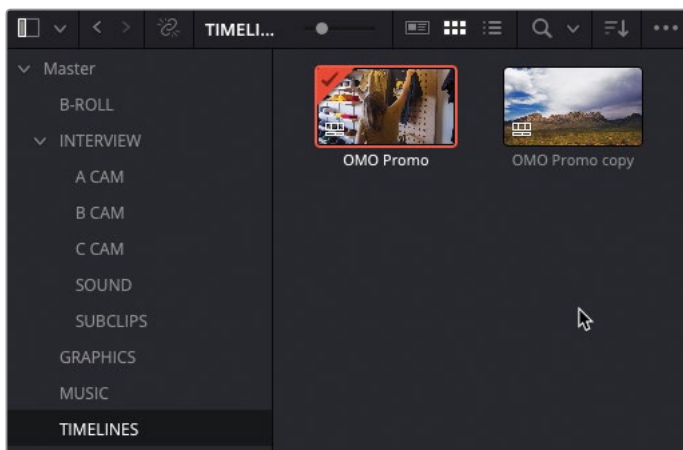 TIMELI...
Master
B-ROLL
INTERVIEW
A CAM
B CAM
C CAM
SOUND
SUBCLIPS
GRAPHICS
MUSIC
TIMELINES
OMO Promo
OMO Promo copy